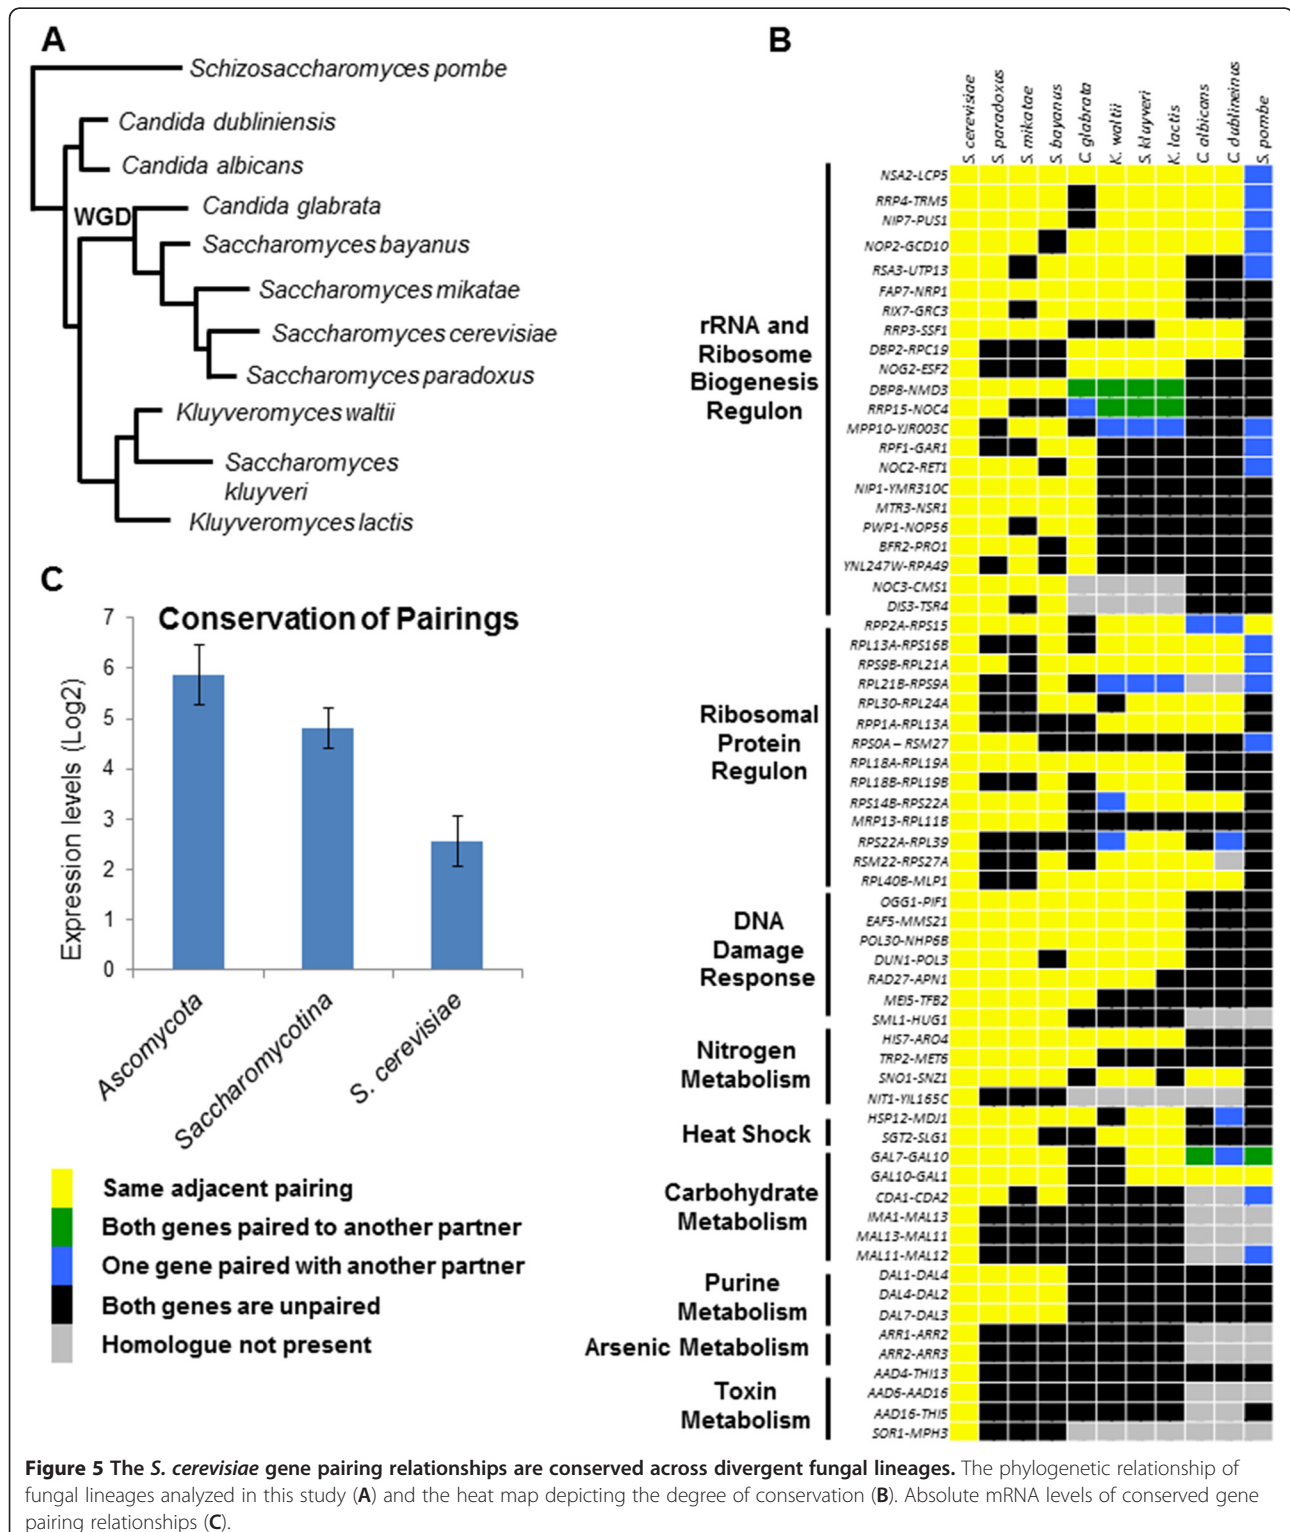 A
Schizosaccharomyces pombe
Candida dubliniensis
Candida albicans
WGD
Candida glabrata
Saccharomyces bayanus
Saccharomyces mikatae
Saccharomyces cerevisiae
Saccharomyces paradoxus
Kluyveromyces waltii
Saccharomyces
kluyveri
Kluyveromyces lactis
B
S. cerevisiae
S. paradoxus
S. mikatae
S. bayanus
C. glabrata
K. waltii
S. kluyveri
K. lactis
C. albicans
C. dublineinus
S. pombe
rRNA and
Ribosome
Biogenesis
Regulon
NSA2-LCP5
RRP4-TRM5
NIP7-PUS1
NOP2-GCD10
RSA3-UTP13
FAP7-NRP1
RIX7-GRC3
RRP3-SSF1
DBP2-RPC19
NOG2-ESF2
DBP8-NMD3
RRP15-NOC4
MPP10-YJR003C
RPF1-GAR1
NOC2-RET1
NIP1-YMR310C
MTR3-NSR1
PWP1-NOP56
BFR2-PRO1
YNL247W-RPA49
NOC3-CMS1
DIS3-TSR4
Ribosomal
Protein
Regulon
RPP2A-RPS15
RPL13A-RPS16B
RPS9B-RPL21A
RPL21B-RPS9A
RPL30-RPL24A
RPP1A-RPL13A
RPS0A – RSM27
RPL18A-RPL19A
RPL18B-RPL19B
RPS14B-RPS22A
MRP13-RPL11B
RPS22A-RPL39
RSM22-RPS27A
RPL40B-MLP1
DNA
Damage
Response
OGG1-PIF1
EAF5-MMS21
POL30-NHP6B
DUN1-POL3
RAD27-APN1
MEI5-TFB2
SML1-HUG1
Nitrogen
Metabolism
HIS7-ARO4
TRP2-MET6
SNO1-SNZ1
NIT1-YIL165C
Heat Shock
HSP12-MDJ1
SGT2-SLG1
Carbohydrate
Metabolism
GAL7-GAL10
GAL10-GAL1
CDA1-CDA2
IMA1-MAL13
MAL13-MAL11
MAL11-MAL12
Purine
Metabolism
DAL1-DAL4
DAL4-DAL2
DAL7-DAL3
Arsenic Metabolism
ARR1-ARR2
ARR2-ARR3
Toxin
Metabolism
AAD4-THI13
AAD6-AAD16
AAD16-THI5
SOR1-MPH3
C
Conservation of Pairings
Expression levels (Log2)
7
6
5
4
3
2
1
0
Ascomycota
Saccharomycotina
S. cerevisiae
Same adjacent pairing
Both genes paired to another partner
One gene paired with another partner
Both genes are unpaired
Homologue not present
Figure 5 The S. cerevisiae gene pairing relationships are conserved across divergent fungal lineages. The phylogenetic relationship of
fungal lineages analyzed in this study (A) and the heat map depicting the degree of conservation (B). Absolute mRNA levels of conserved gene
pairing relationships (C).